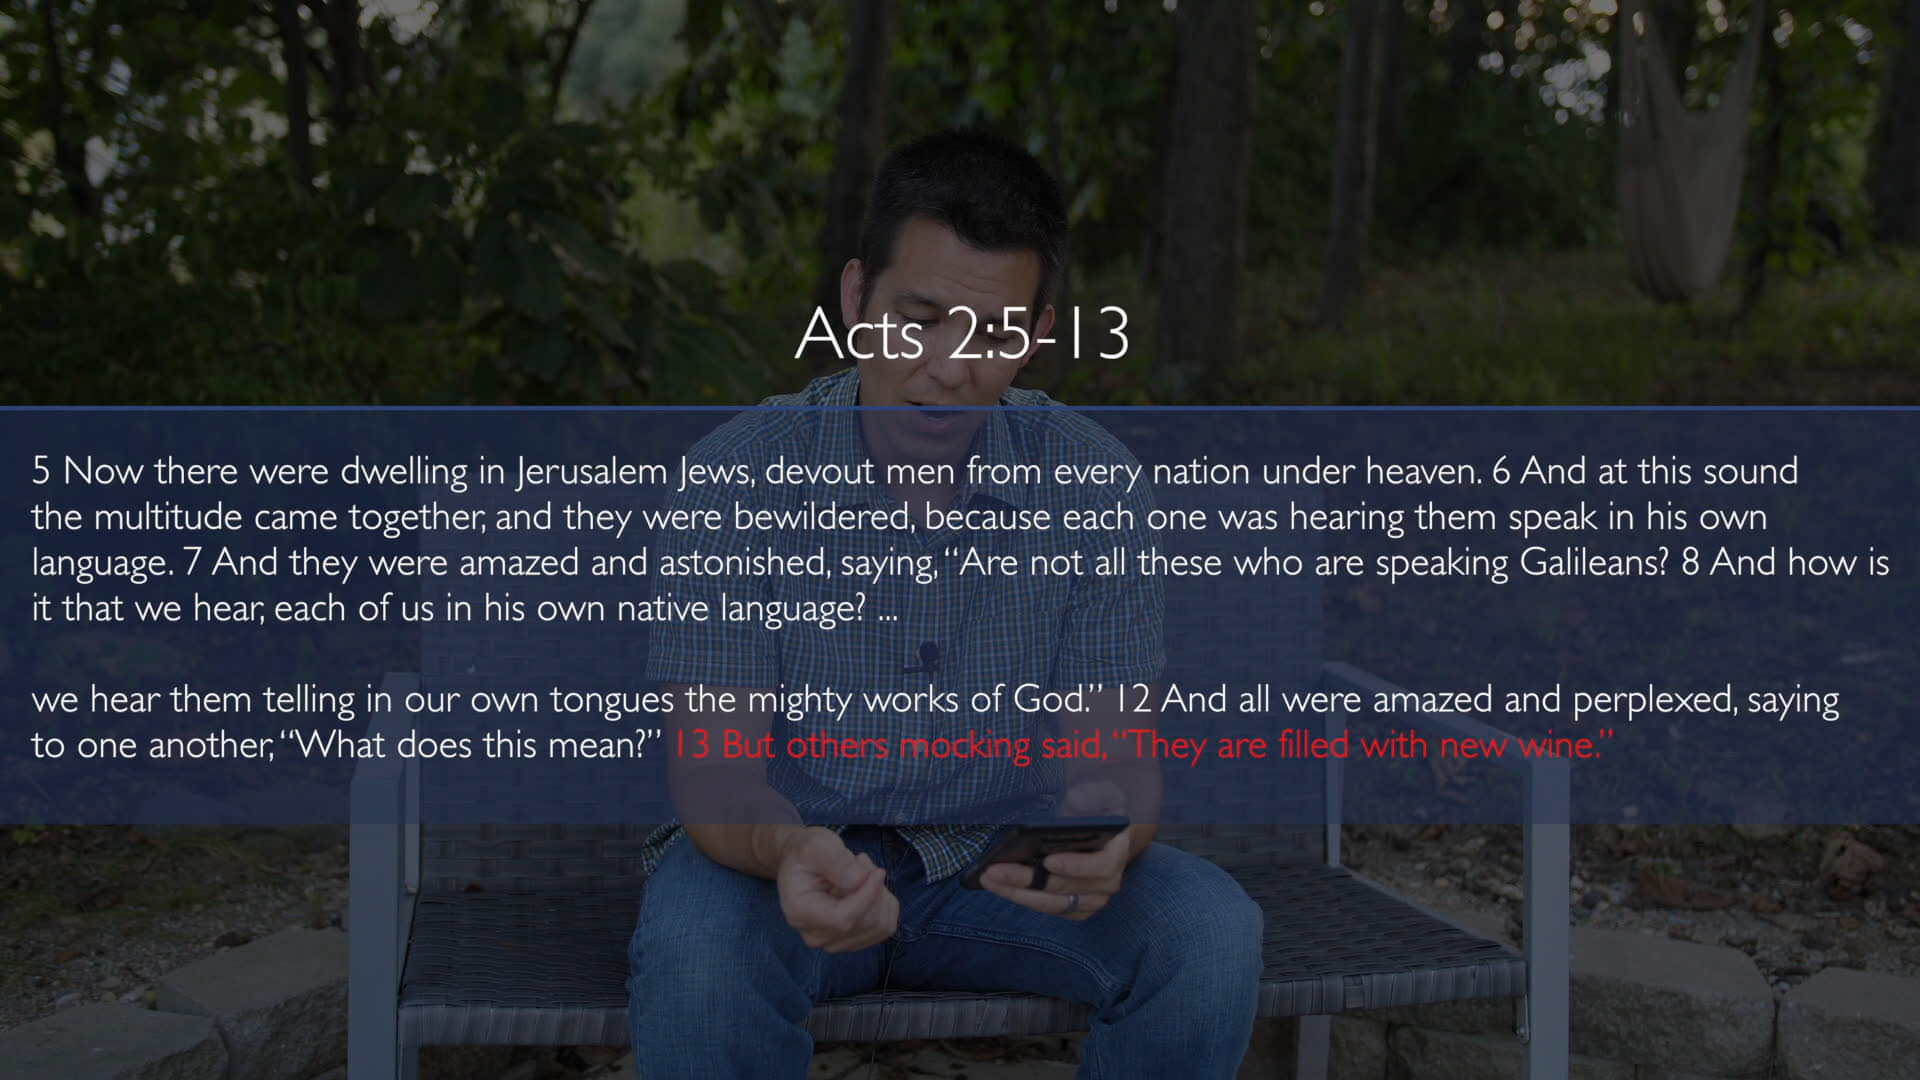 Acts 2:5-13
5 Now there were dwelling in Jerusalem Jews, devout men from every nation under heaven. 6 And at this sound
the multitude came together, and they were bewildered, because each one was hearing them speak in his own
language. 7 And they were amazed and astonished, saying, “Are not all these who are speaking Galileans? 8 And how is
it that we hear, each of us in his own native language? ...
we hear them telling in our own tongues the mighty works of God.” 12 And all were amazed and perplexed, saying
to one another, “What does this mean?” 13 But others mocking said, “They are filled with new wine.”